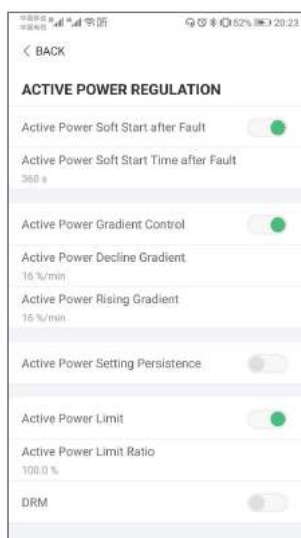 52% 20:23
< BACK
ACTIVE POWER REGULATION
Active Power Soft Start after Fault
Active Power Soft Start Time after Fault
360 s
Active Power Gradient Control
Active Power Decline Gradient
16 %/min
Active Power Rising Gradient
16 %/min
Active Power Setting Persistence
Active Power Limit
Active Power Limit Ratio
100.0 %
DRM